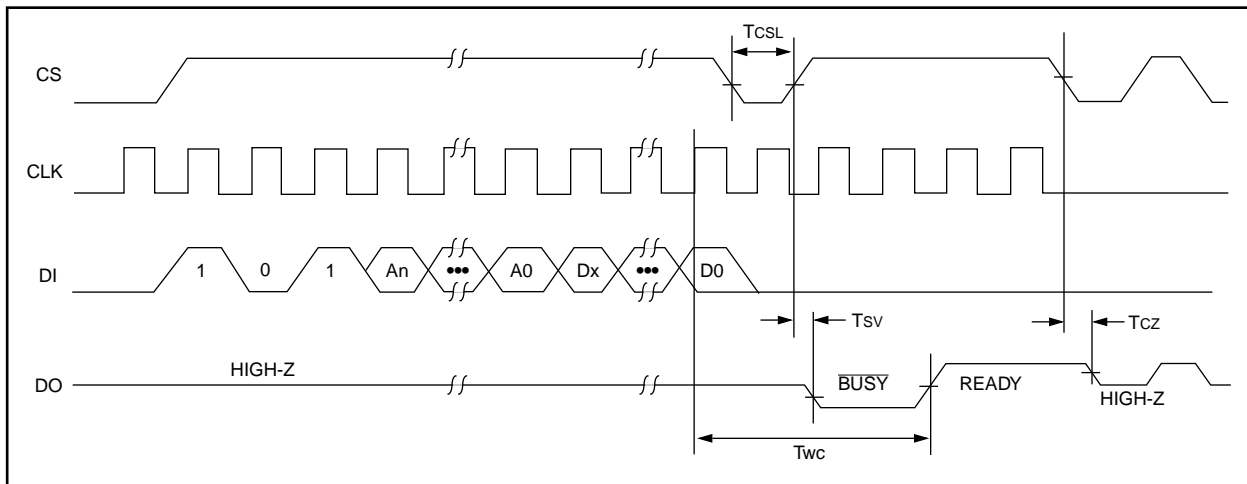 TCSL
CS
CLK
DI
1 0 1 An ••• A0 Dx ••• D0
TSV
TCZ
DO
HIGH-Z
BUSY
READY
HIGH-Z
Twc